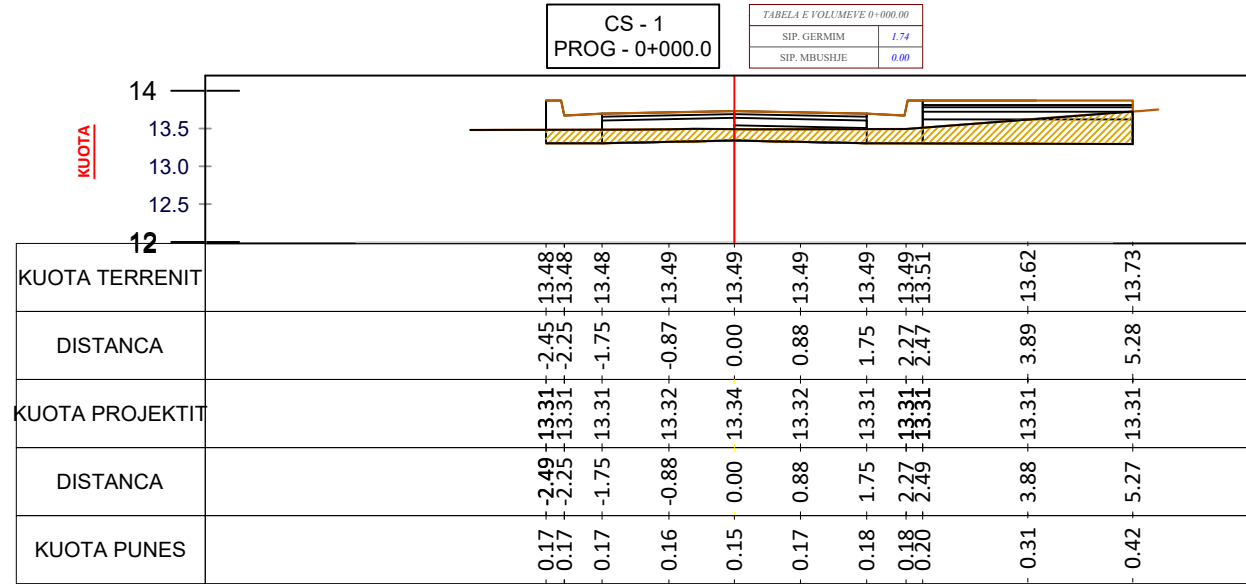 CS - 1
PROG - 0+000.0
TABELA E VOLUMEVE 0+000.00
SIP. GERMIM 1.74
SIP. MBUSHJE 0.00
KUOTA
14
13.5
13.0
12.5
12
KUOTA TERRENIT 13.48 13.48 13.48 13.49 13.49 13.49 13.49 13.49 13.51 13.62 13.73
DISTANCA -2.45 -2.25 -1.75 -0.87 0.00 0.88 1.75 2.27 2.47 3.89 5.28
KUOTA PROJEKTIT 13.31 13.31 13.31 13.32 13.34 13.32 13.31 13.31 13.31 13.31 13.31
DISTANCA -2.49 -2.25 -1.75 -0.88 0.00 0.88 1.75 2.27 2.49 3.88 5.27
KUOTA PUNES 0.17 0.17 0.17 0.16 0.15 0.17 0.18 0.18 0.20 0.31 0.42